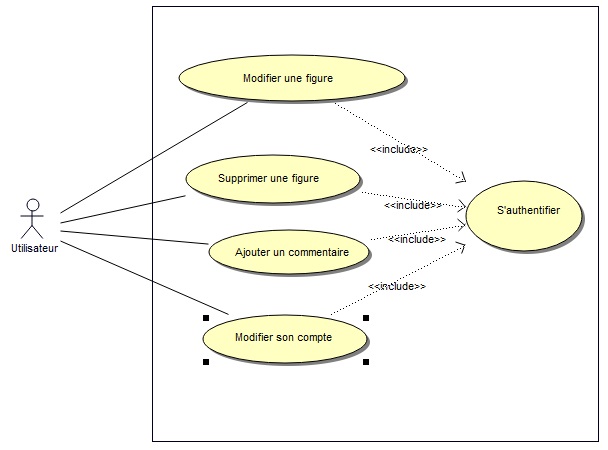 Modifier une figure
<<include>>
Supprimer une figure
<<include>>
S'authentifier
Utilisateur
Ajouter un commentaire
<<include>>
<<include>>
Modifier son compte